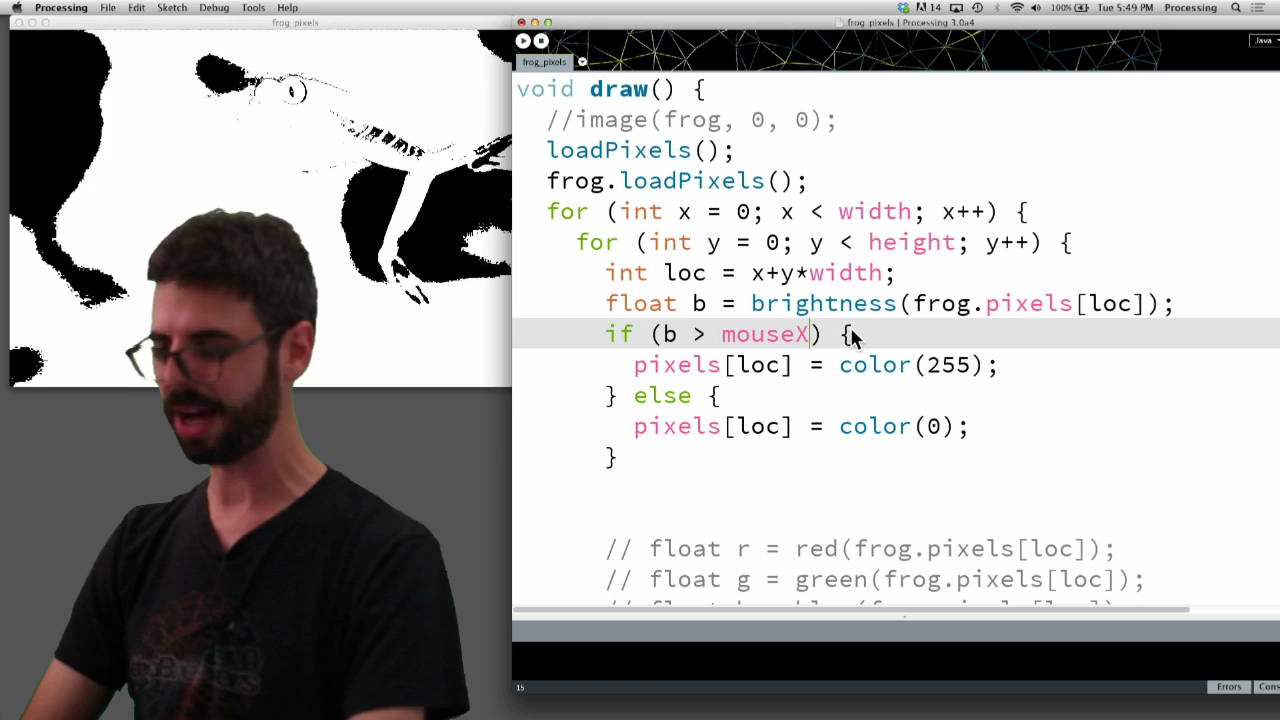 Processing File Edit Sketch Debug Tools Help
14 100% Tue 5:49 PM Processing
frog_pixels
frog_pixels | Processing 3.0a4
Java
frog_pixels
void draw() {
//image(frog, 0, 0);
loadPixels();
frog.loadPixels();
for (int x = 0; x < width; x++) {
for (int y = 0; y < height; y++) {
int loc = x+y*width;
float b = brightness(frog.pixels[loc]);
if (b > mouseX) {
pixels[loc] = color(255);
} else {
pixels[loc] = color(0);
}
// float r = red(frog.pixels[loc]);
// float g = green(frog.pixels[loc]);
15
Errors
Cons